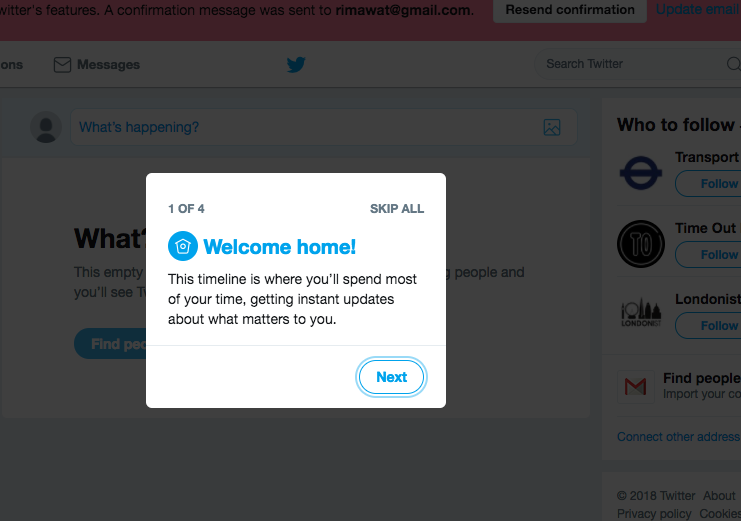 witter's features. A confirmation message was sent to rimawat@gmail.com. Resend confirmation Update email
ons Messages Search Twitter
What's happening?
Who to follow
Transport
Follow
Time Out
Follow
Londonist
LONDONIST
Follow
Find people
Import your co
Connect other address
© 2018 Twitter About
Privacy policy Cookies
What?
This empty
g people and
you'll see Tw
Find peo
1 OF 4 SKIP ALL
Welcome home!
This timeline is where you'll spend most
of your time, getting instant updates
about what matters to you.
Next